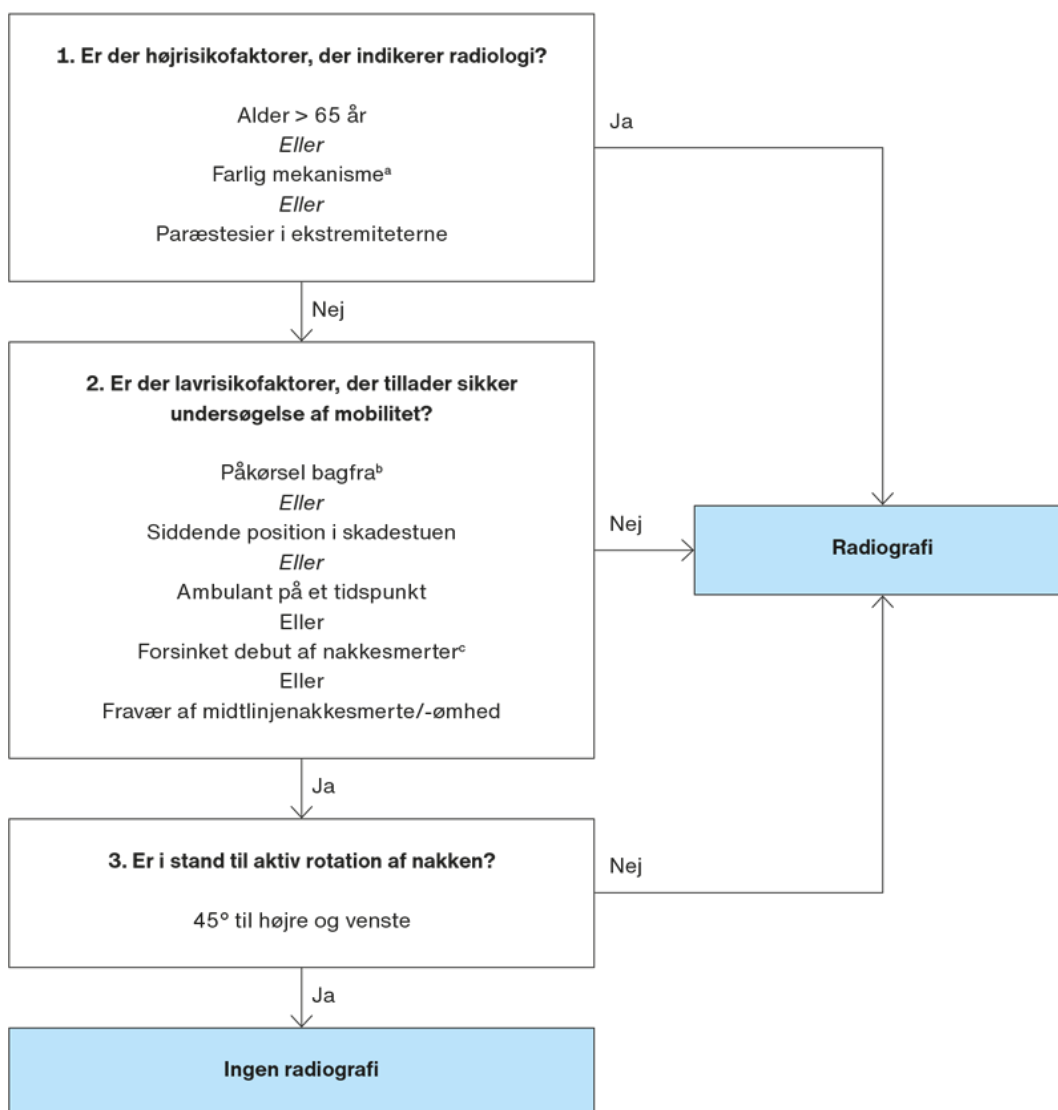 1. Er der højrisikofaktorer, der indikerer radiologi?
Alder > 65 år
Eller
Farlig mekanismeᵃ
Eller
Paræstesier i ekstremiteterne
Ja
Nej
2. Er der lavrisikofaktorer, der tillader sikker
undersøgelse af mobilitet?
Påkørsel bagfraᵇ
Eller
Siddende position i skadestuen
Eller
Ambulant på et tidspunkt
Eller
Forsinket debut af nakkesmerterᶜ
Eller
Fravær af midtlinjenakkesmerte/-ømhed
Nej
Radiografi
Ja
3. Er i stand til aktiv rotation af nakken?
45° til højre og venste
Nej
Ja
Ingen radiografi